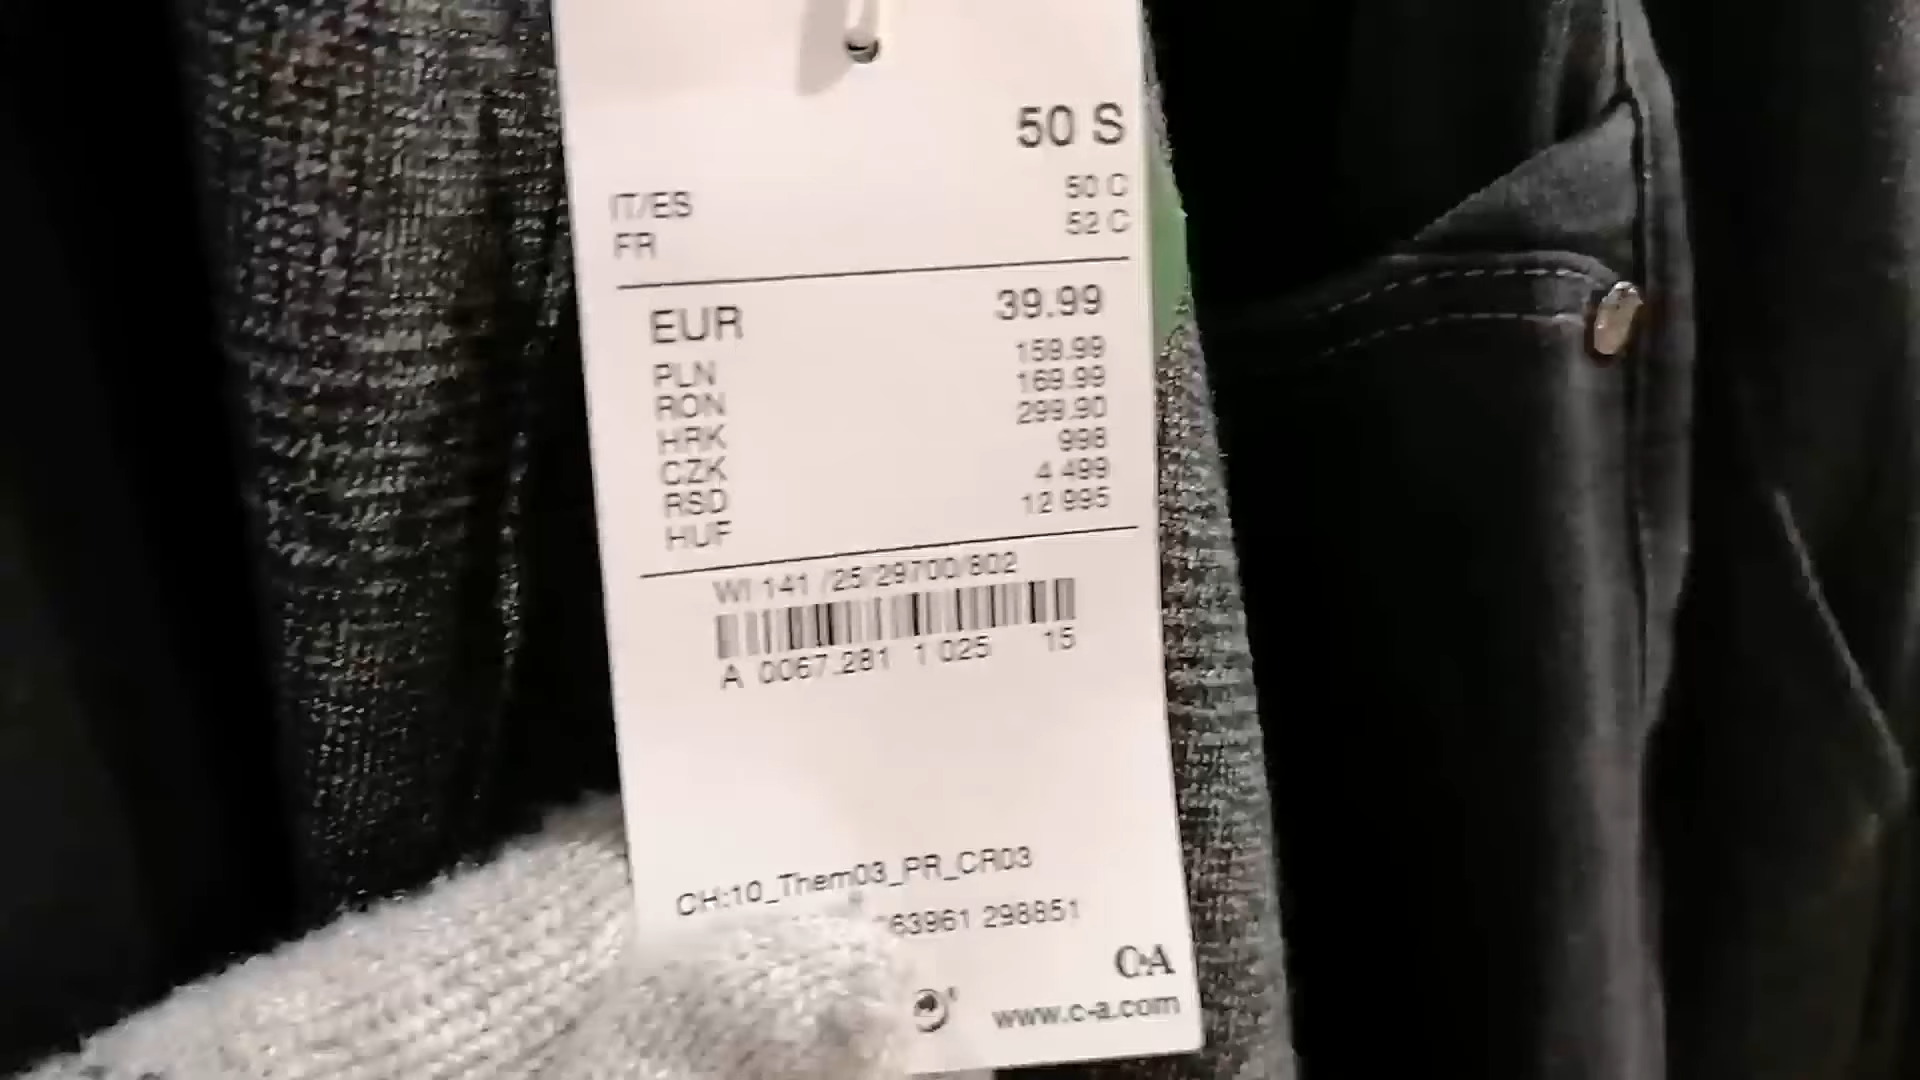 50 S
IT/ES 50 C
FR 52 C
EUR 39.99
PLN 159.99
RON 169.99
HRK 299.90
CZK 998
RSD 4 499
HUF 12 995
WI 141 /25/29700/802
A 0067.281 1 025 15
CH:10_Them03_PR_CR03
63961 298851
C&A
www.c-a.com